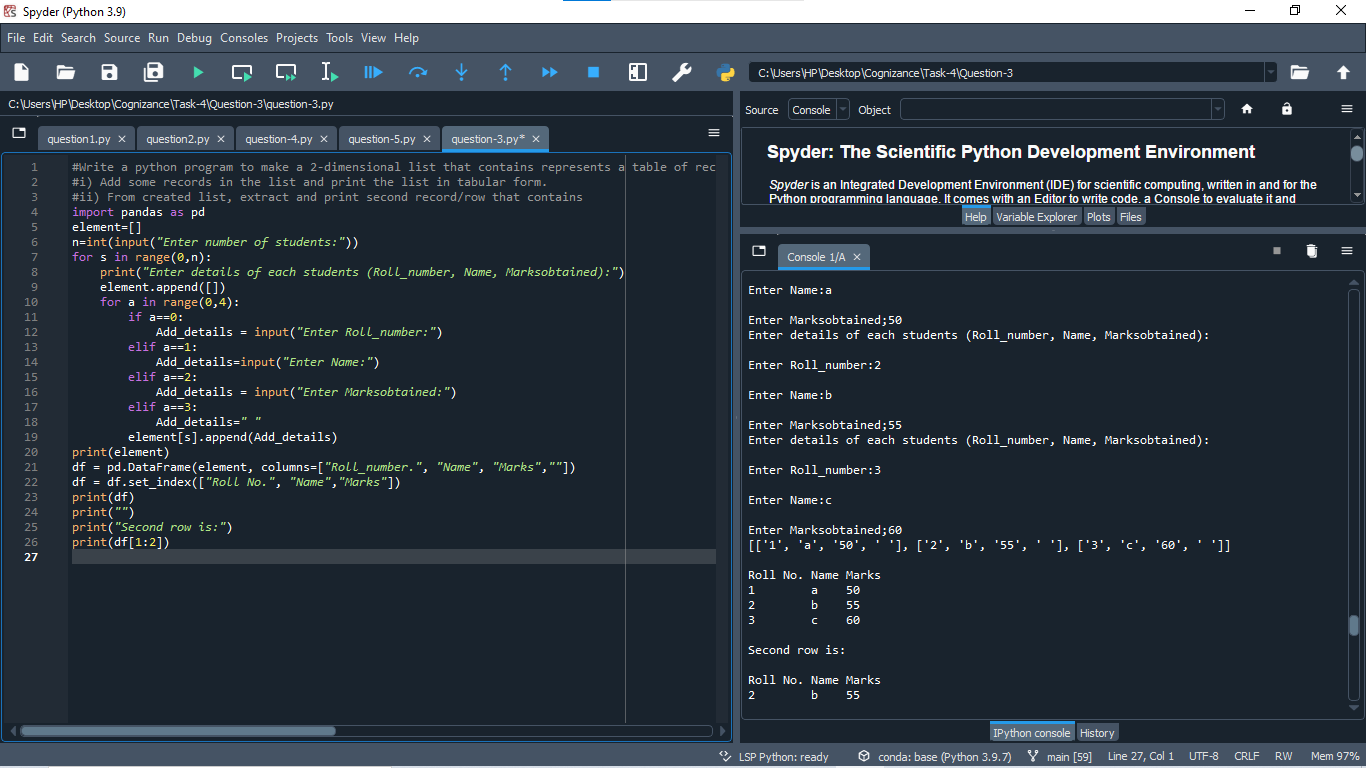 Spyder (Python 3.9)
File Edit Search Source Run Debug Consoles Projects Tools View Help
C:\Users\HP\Desktop\Cognizance\Task-4\Question-3
C:\Users\HP\Desktop\Cognizance\Task-4\Question-3\question-3.py
question1.py
question2.py
question-4.py
question-5.py
question-3.py*
1 #Write a python program to make a 2-dimensional list that contains represents a table of rec
2 #i) Add some records in the list and print the list in tabular form.
3 #ii) From created list, extract and print second record/row that contains
4 import pandas as pd
5 element=[]
6 n=int(input("Enter number of students:"))
7 for s in range(0,n):
8     print("Enter details of each students (Roll_number, Name, Marksobtained):")
9     element.append([])
10     for a in range(0,4):
11         if a==0:
12             Add_details = input("Enter Roll_number:")
13         elif a==1:
14             Add_details=input("Enter Name:")
15         elif a==2:
16             Add_details = input("Enter Marksobtained:")
17         elif a==3:
18             Add_details=" "
19         element[s].append(Add_details)
20 print(element)
21 df = pd.DataFrame(element, columns=["Roll_number.", "Name", "Marks",""])
22 df = df.set_index(["Roll No.", "Name","Marks"])
23 print(df)
24 print("")
25 print("Second row is:")
26 print(df[1:2])
27
Source Console Object
Spyder: The Scientific Python Development Environment
Spyder is an Integrated Development Environment (IDE) for scientific computing, written in and for the
Python programming language. It comes with an Editor to write code, a Console to evaluate it and
Help Variable Explorer Plots Files
Console 1/A
Enter Name:a
Enter Marksobtained;50
Enter details of each students (Roll_number, Name, Marksobtained):
Enter Roll_number:2
Enter Name:b
Enter Marksobtained;55
Enter details of each students (Roll_number, Name, Marksobtained):
Enter Roll_number:3
Enter Name:c
Enter Marksobtained;60
[['1', 'a', '50', ' '], ['2', 'b', '55', ' '], ['3', 'c', '60', ' ']]
Roll No. Name Marks
1 a 50
2 b 55
3 c 60
Second row is:
Roll No. Name Marks
2 b 55
IPython console History
LSP Python: ready conda: base (Python 3.9.7) main [59] Line 27, Col 1 UTF-8 CRLF RW Mem 97%